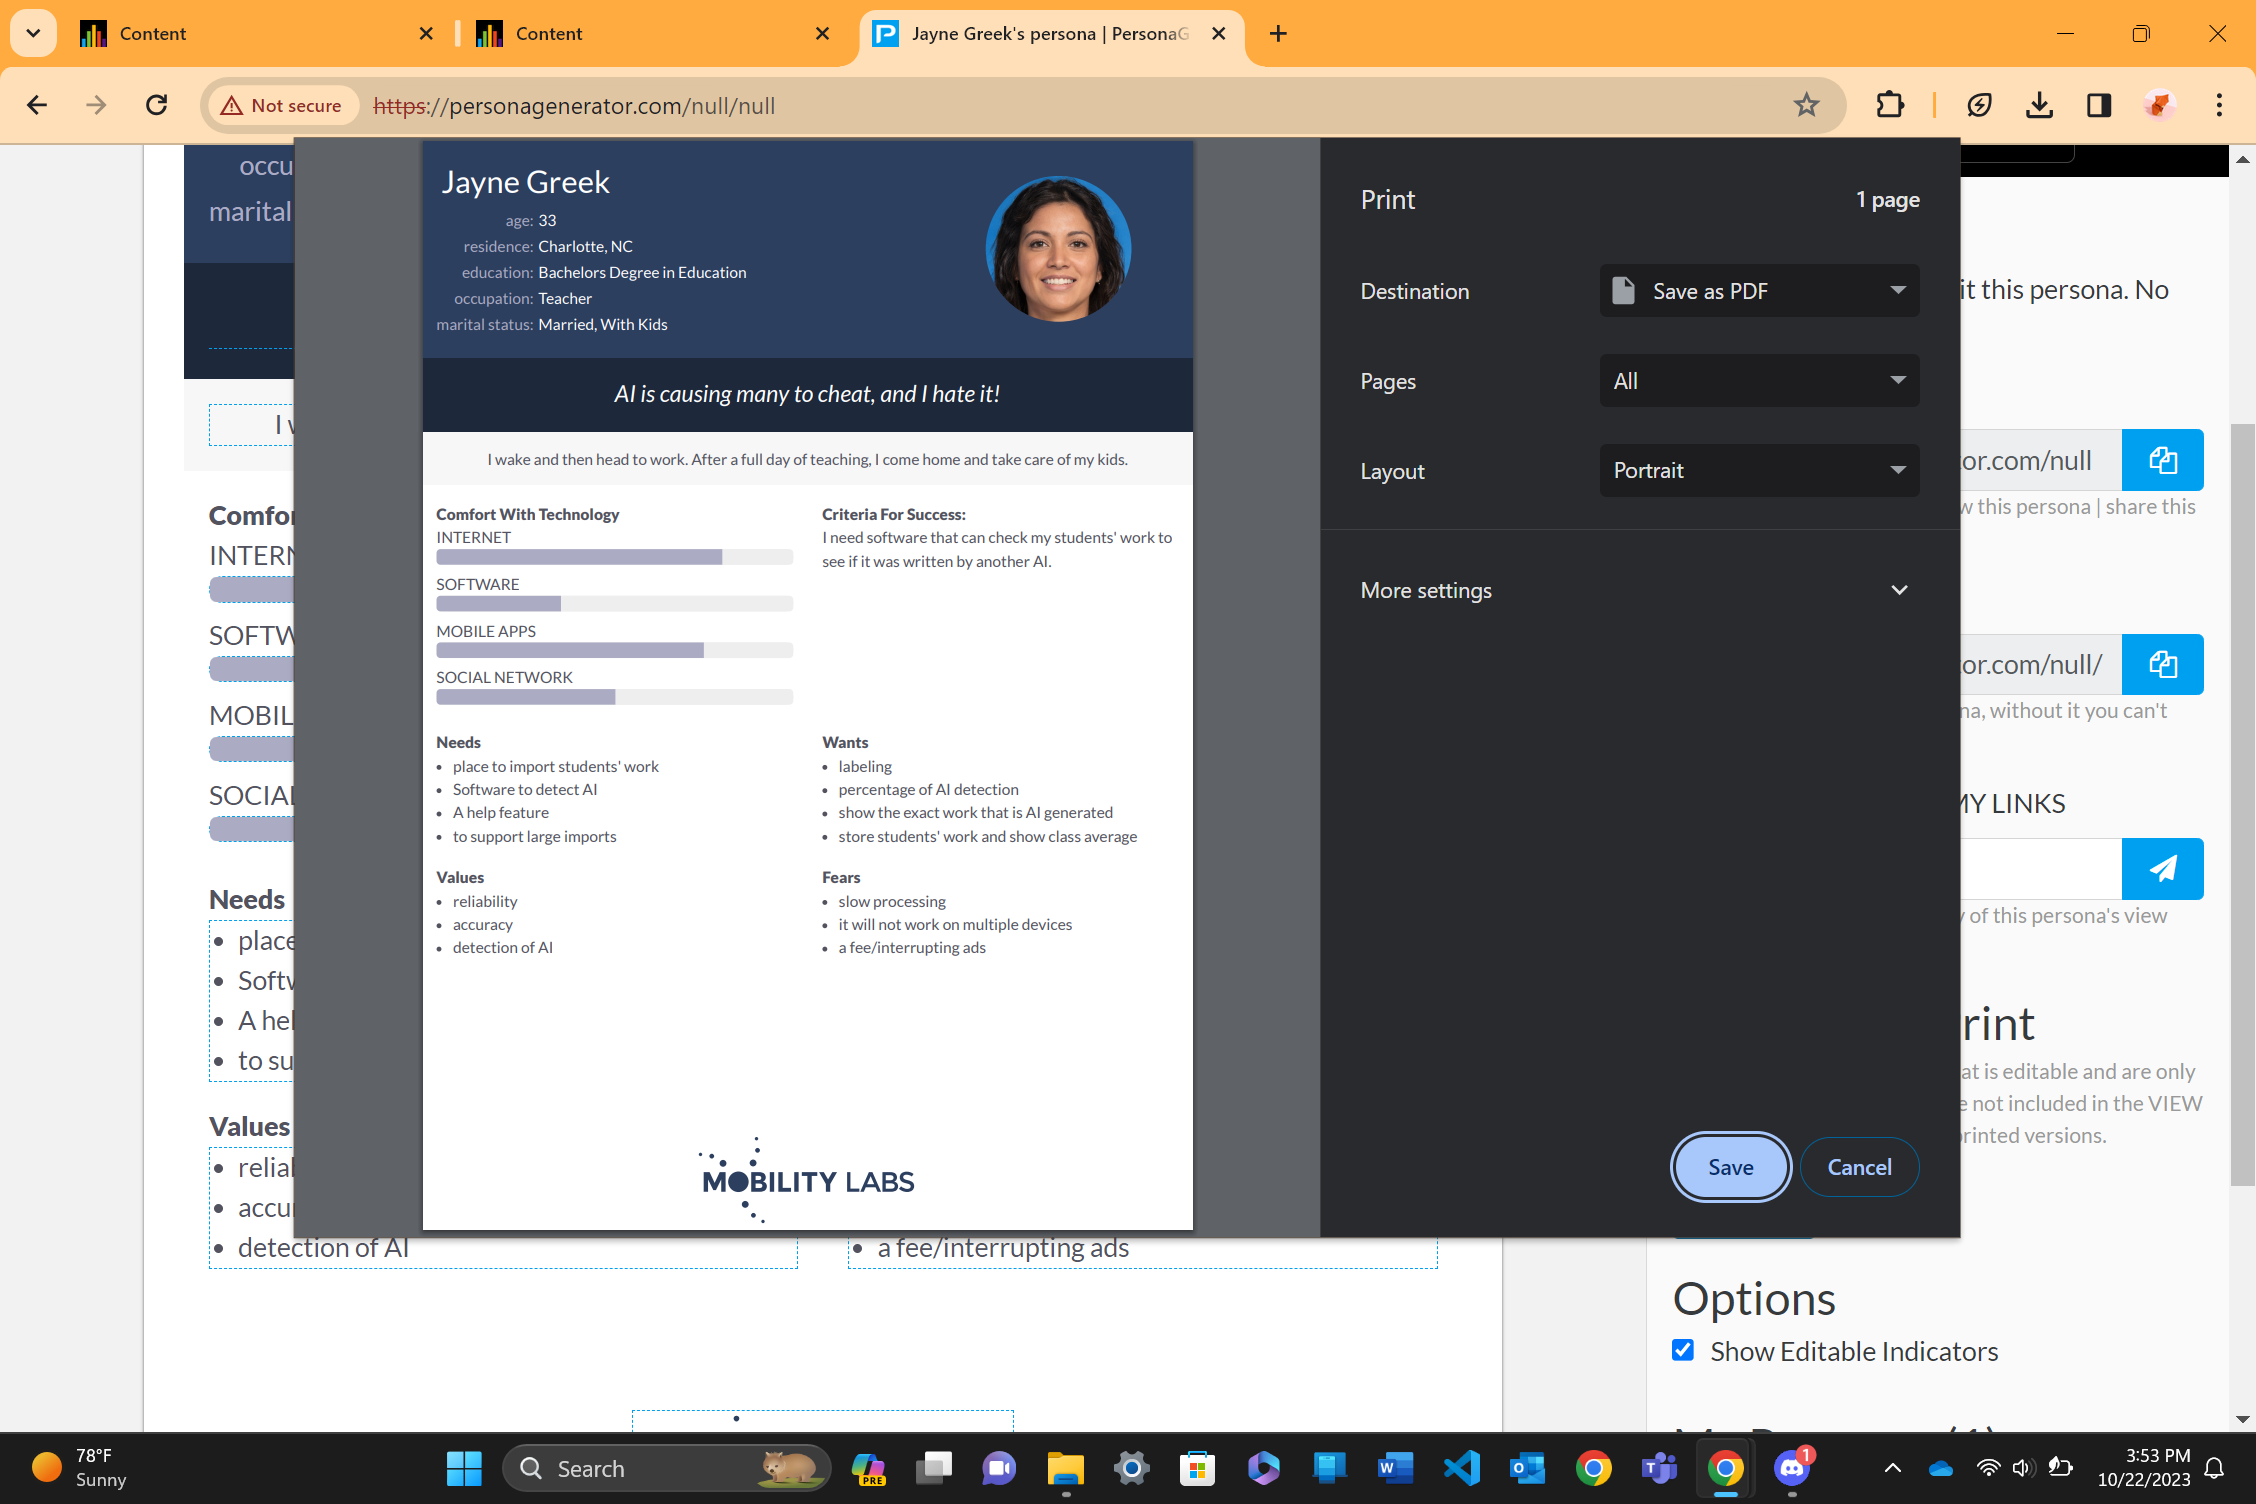 Content
Content
Jayne Greek's persona | PersonaG
Not secure
https://personagenerator.com/null/null
occu
marital
I w
Comfor
INTERN
SOFTW
MOBIL
SOCIAL
Needs
place
Softw
A hel
to su
Values
reliab
accur
detection of AI
a fee/interrupting ads
Jayne Greek
age: 33
residence: Charlotte, NC
education: Bachelors Degree in Education
occupation: Teacher
marital status: Married, With Kids
AI is causing many to cheat, and I hate it!
I wake and then head to work. After a full day of teaching, I come home and take care of my kids.
Comfort With Technology
INTERNET
SOFTWARE
MOBILE APPS
SOCIAL NETWORK
Criteria For Success:
I need software that can check my students' work to
see if it was written by another AI.
Needs
place to import students' work
Software to detect AI
A help feature
to support large imports
Wants
labeling
percentage of AI detection
show the exact work that is AI generated
store students' work and show class average
Values
reliability
accuracy
detection of AI
Fears
slow processing
it will not work on multiple devices
a fee/interrupting ads
MOBILITY LABS
Print
1 page
Destination
Save as PDF
Pages
All
Layout
Portrait
More settings
Save
Cancel
it this persona. No
or.com/null
w this persona | share this
or.com/null/
na, without it you can't
MY LINKS
y of this persona's view
rint
at is editable and are only
e not included in the VIEW
rinted versions.
Options
Show Editable Indicators
78°F
Sunny
Search
PRE
1
3:53 PM
10/22/2023